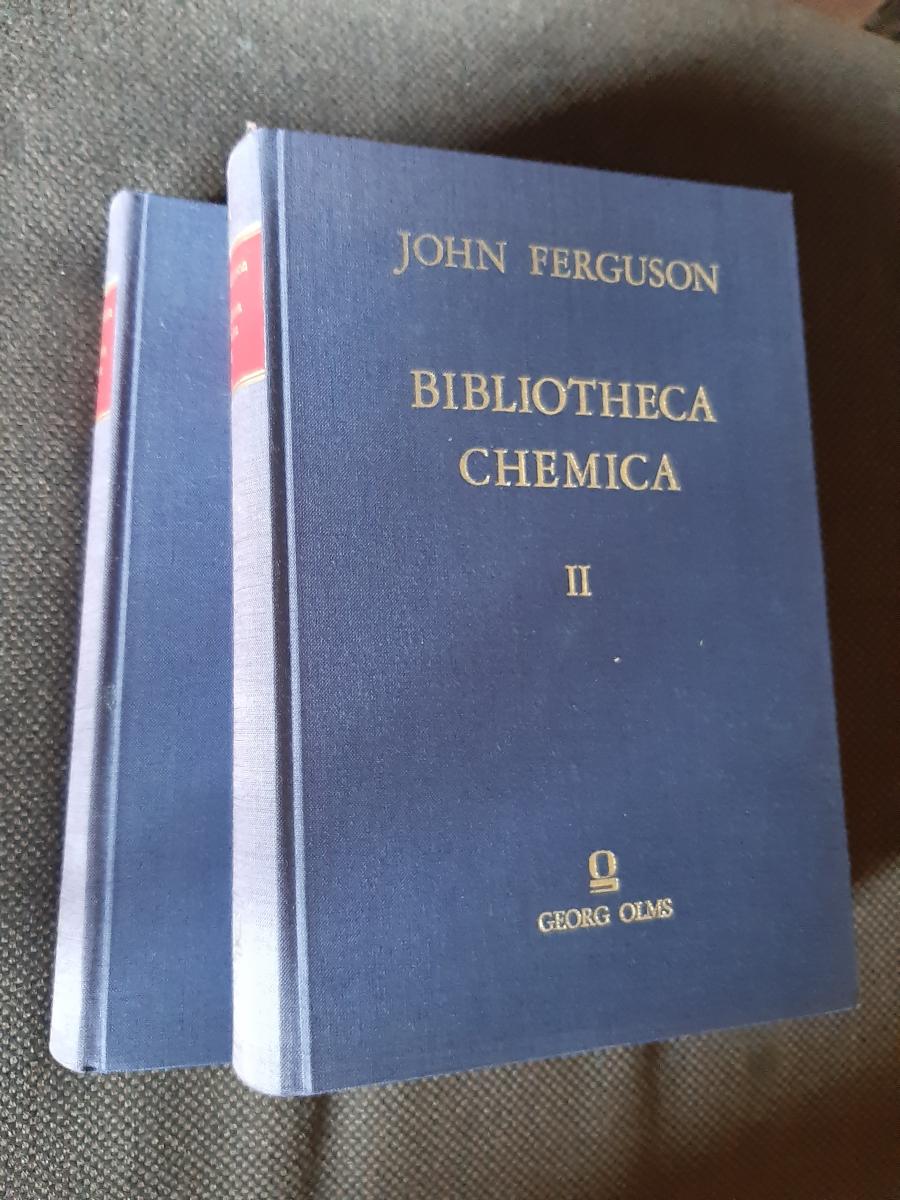 JOHN FERGUSON
BIBLIOTHECA
CHEMICA
II
GEORG OLMS